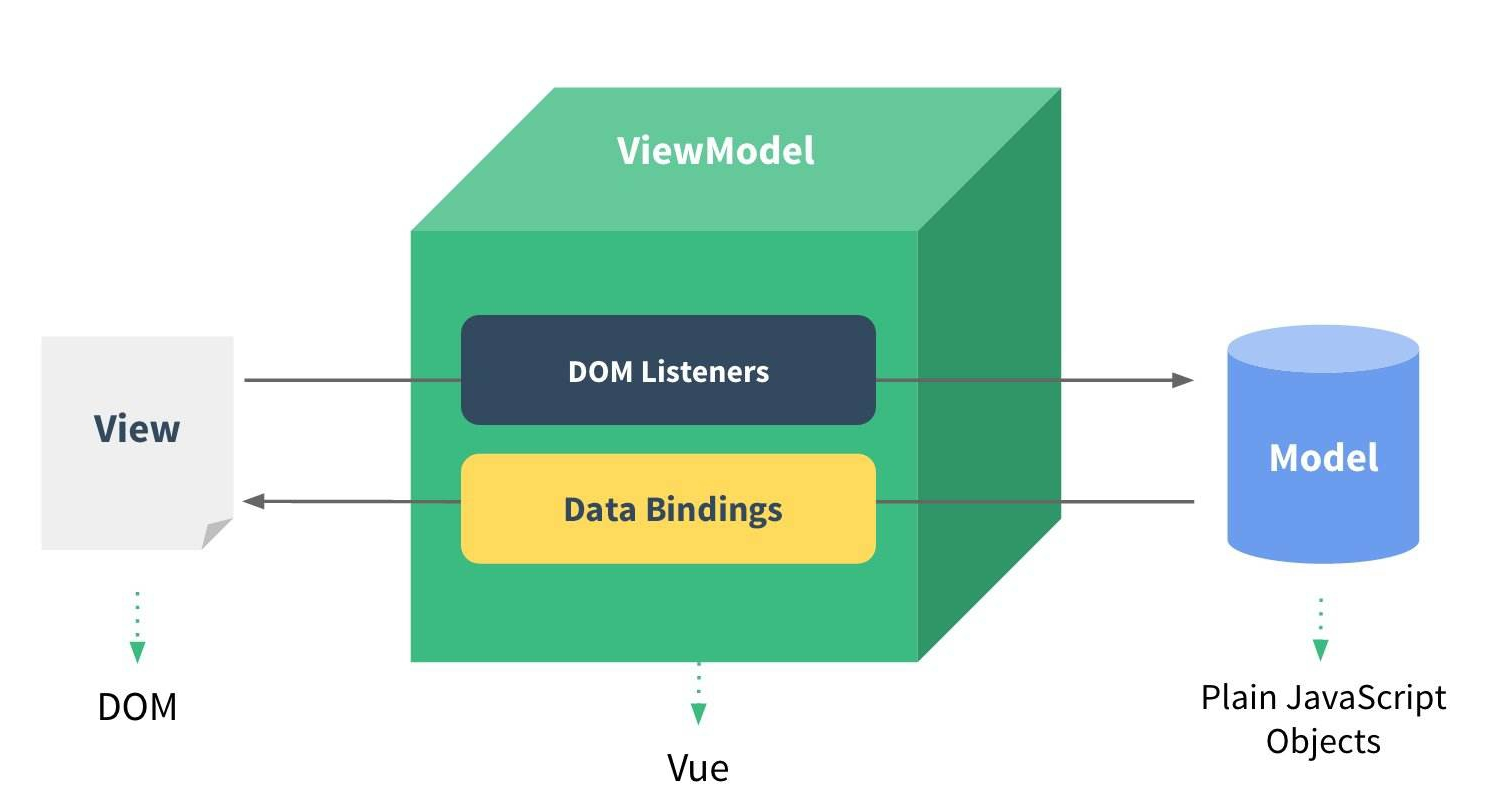 ViewModel
DOM Listeners
View
Data Bindings
Model
DOM
Vue
Plain JavaScript
Objects